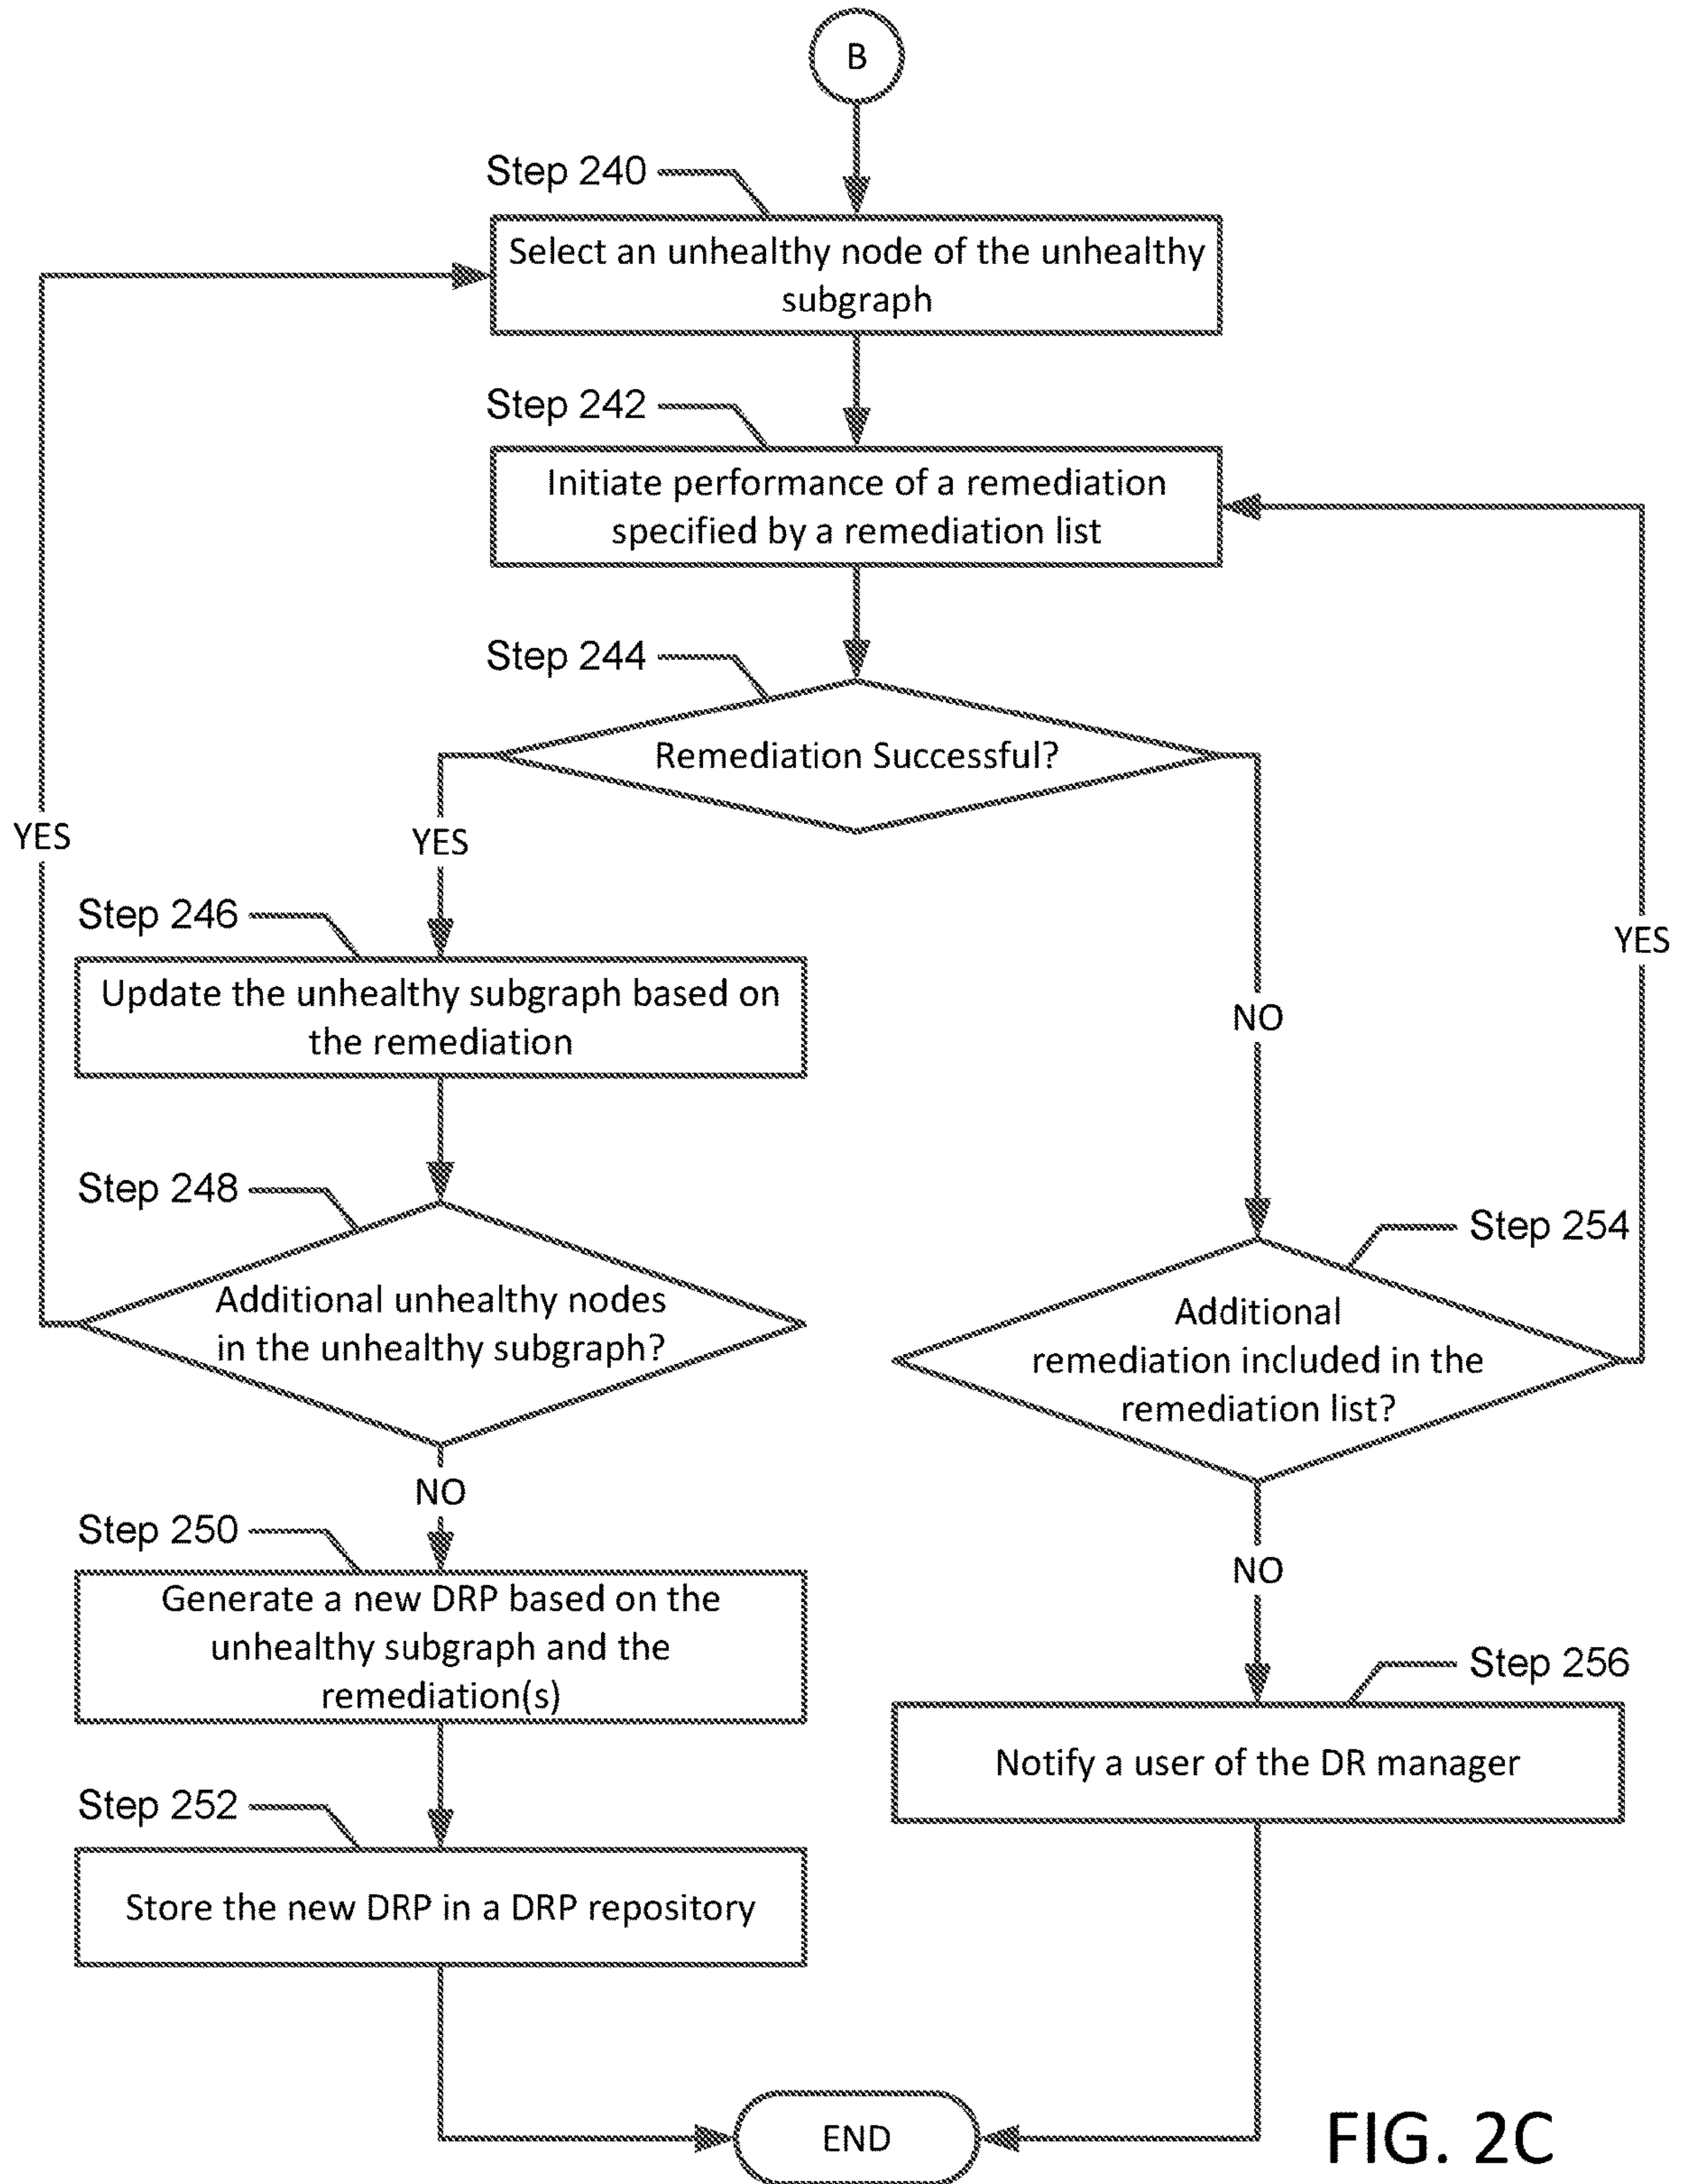 B
Step 240
Select an unhealthy node of the unhealthy
subgraph
Step 242
Initiate performance of a remediation
specified by a remediation list
Step 244
Remediation Successful?
YES
YES
Step 246
YES
Update the unhealthy subgraph based on
the remediation
NO
Step 248
Step 254
Additional unhealthy nodes
in the unhealthy subgraph?
Additional
remediation included in the
remediation list?
NO
Step 250
NO
Generate a new DRP based on the
unhealthy subgraph and the
remediation(s)
Step 256
Notify a user of the DR manager
Step 252
Store the new DRP in a DRP repository
END
FIG. 2C